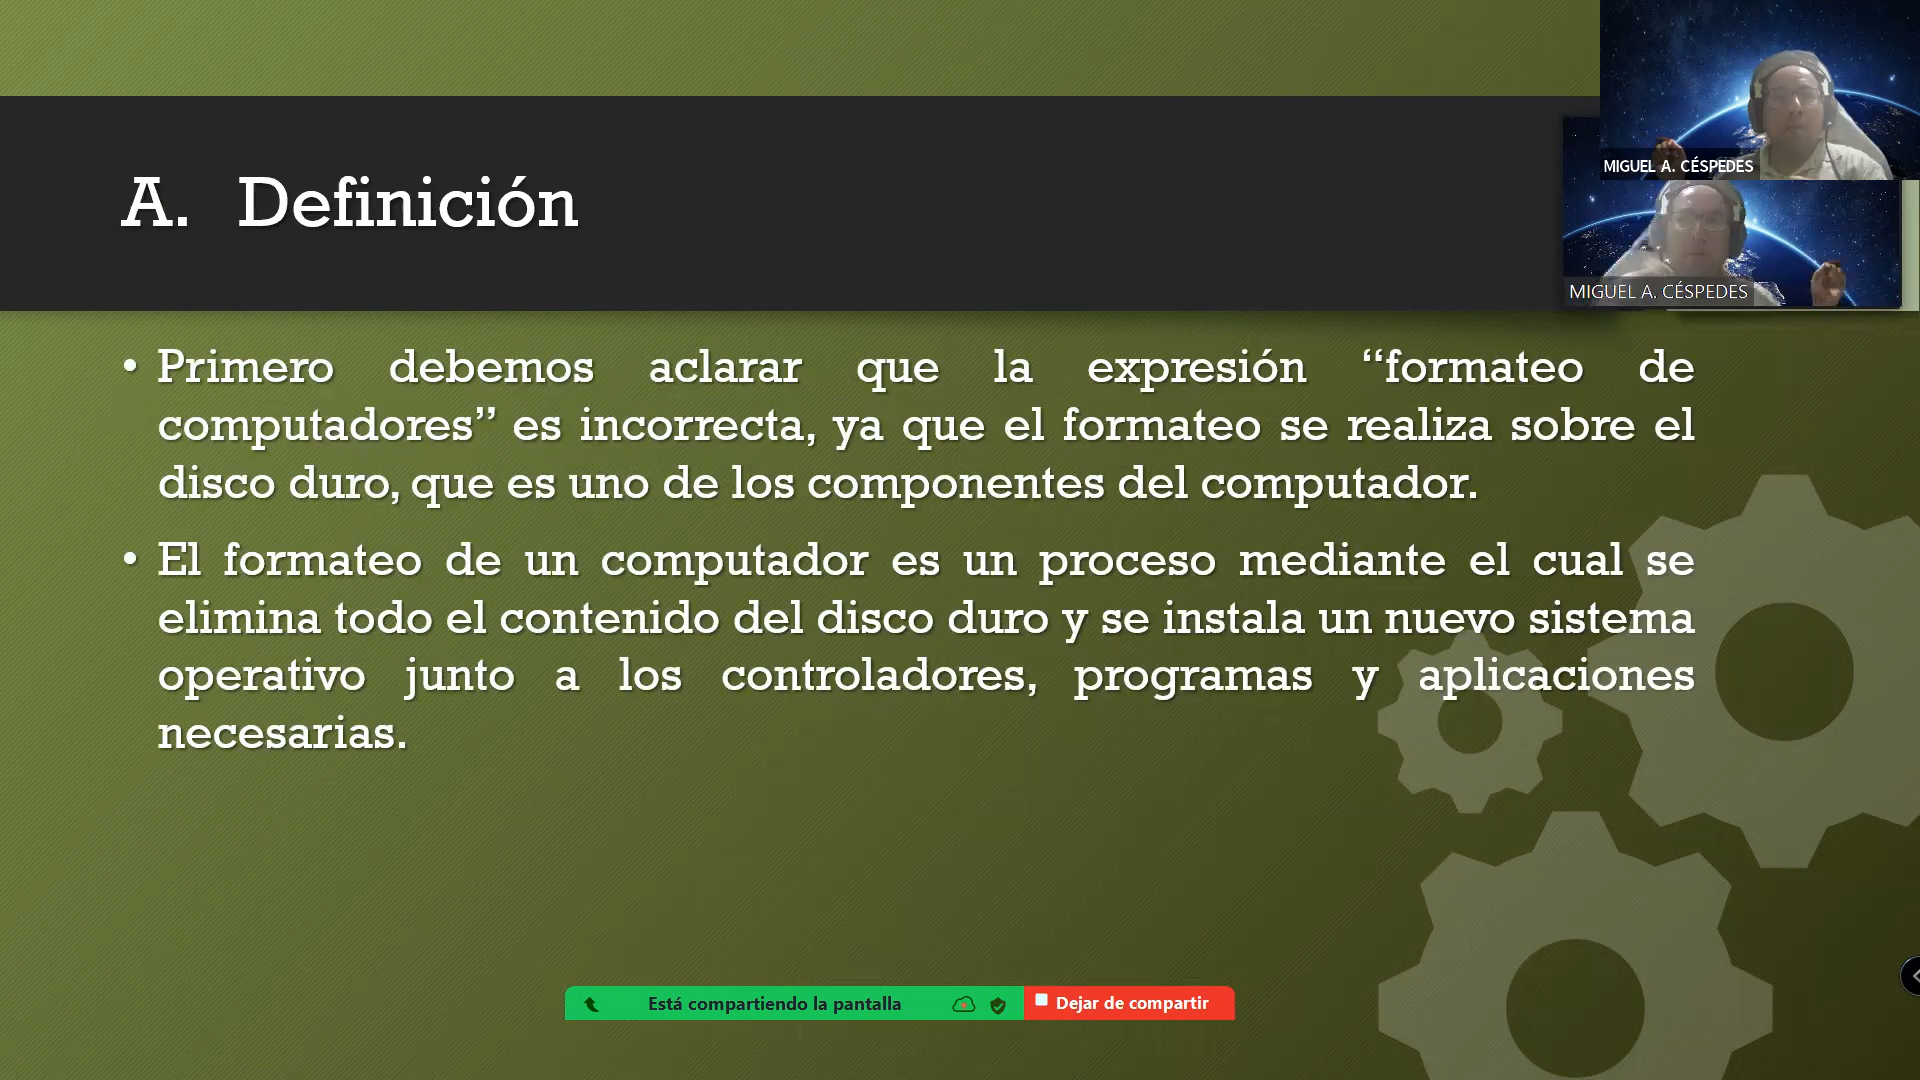 MIGUEL A. CÉSPEDES
A. Definición
MIGUEL A. CÉSPEDES
• Primero debemos aclarar que la expresión “formateo de
computadores” es incorrecta, ya que el formateo se realiza sobre el
disco duro, que es uno de los componentes del computador.
• El formateo de un computador es un proceso mediante el cual se
elimina todo el contenido del disco duro y se instala un nuevo sistema
operativo junto a los controladores, programas y aplicaciones
necesarias.
Está compartiendo la pantalla
Dejar de compartir